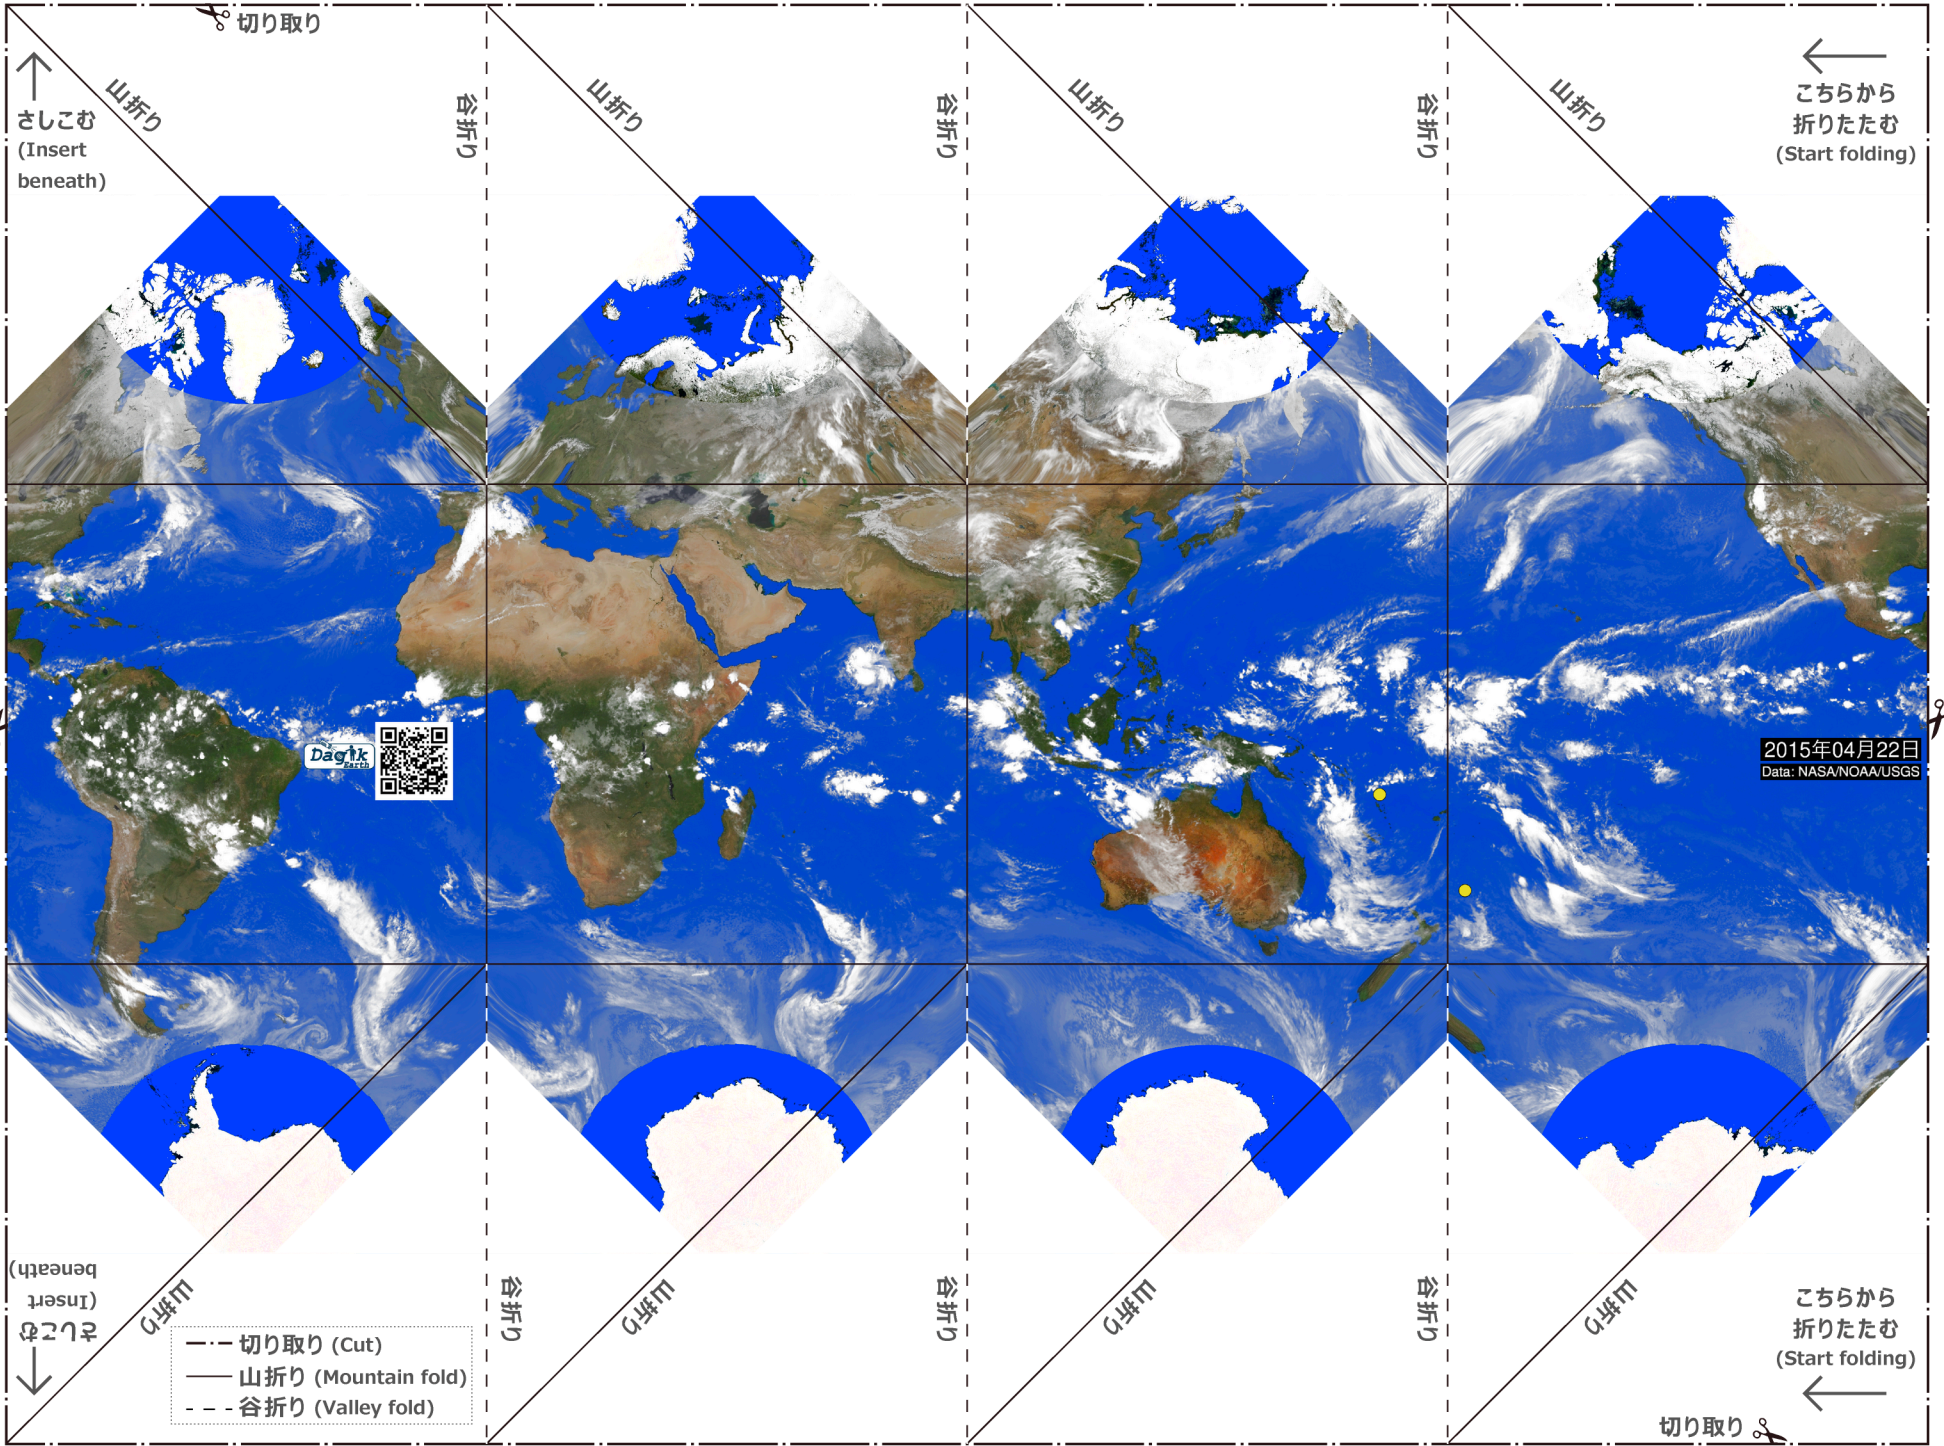 切り取り
山折り
谷折り
山折り
谷折り
山折り
谷折り
山折り
さしこむ
(Insert
beneath)
こちらから
折りたたむ
(Start folding)
Dagik
Earth
2015年04月22日
Data: NASA/NOAA/USGS
さしこむ
(Insert
beneath)
山折り
谷折り
山折り
谷折り
山折り
谷折り
山折り
切り取り (Cut)
山折り (Mountain fold)
谷折り (Valley fold)
こちらから
折りたたむ
(Start folding)
切り取り